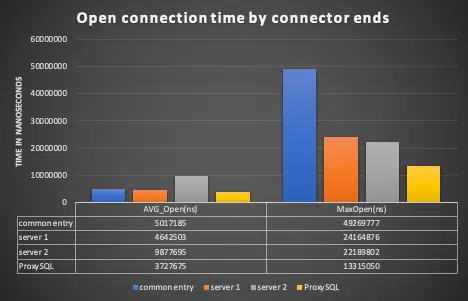 Open connection time by connector ends
TIME IN NANOSECONDS
60000000
50000000
40000000
30000000
20000000
10000000
0
AVG_Open(ns) MaxOpen(ns)
common entry 5017185 49269777
server 1 4642503 24164876
server 2 9877695 22189802
ProxySQL 3727675 13315050
common entry server 1 server 2 ProxySQL